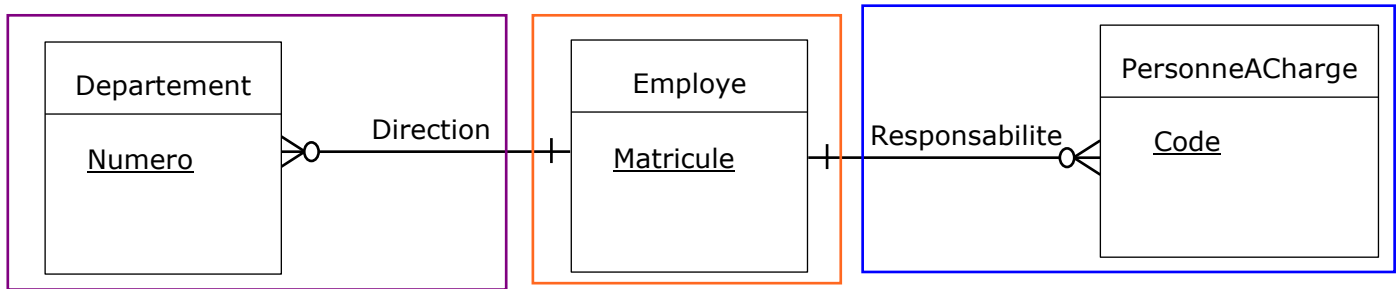 Departement
Numero
Direction
Employe
Matricule
Responsabilite
PersonneACharge
Code